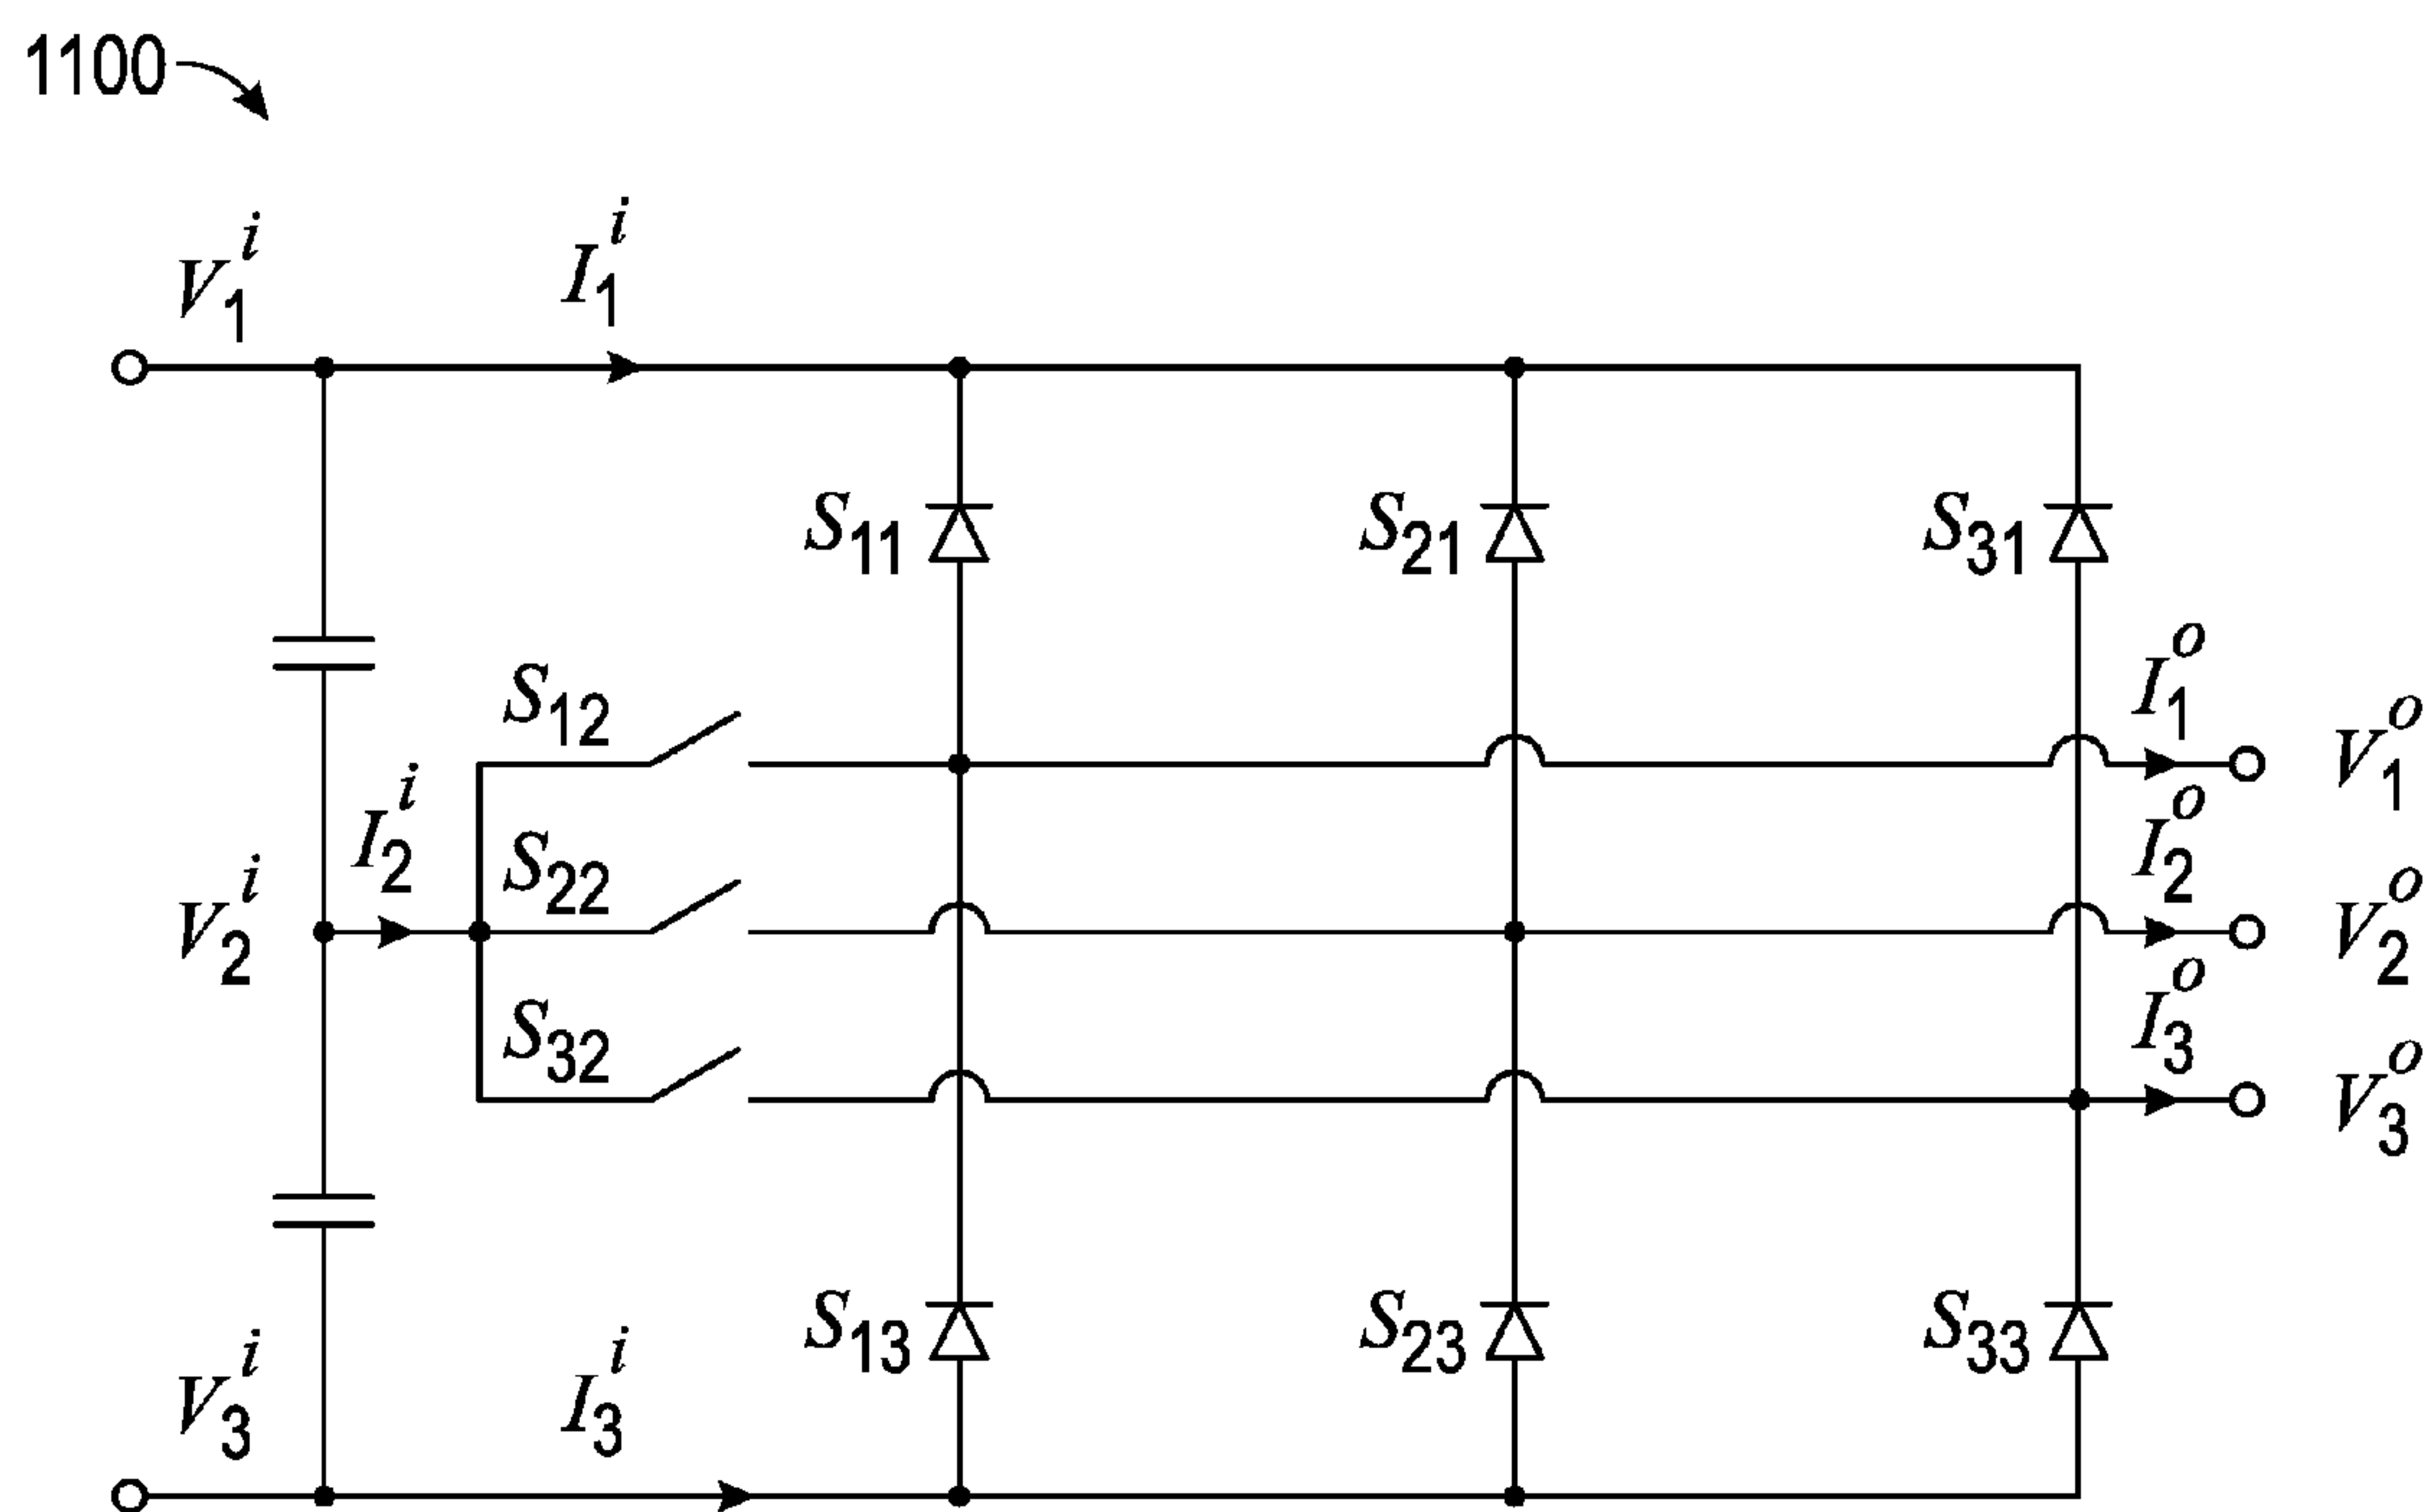 1100
V₁ⁱ
I₁ⁱ
S₁₁
S₂₁
S₃₁
I₁ᵒ
V₁ᵒ
S₁₂
I₂ⁱ
S₂₂
I₂ᵒ
V₂ⁱ
V₂ᵒ
S₃₂
I₃ᵒ
V₃ᵒ
S₁₃
S₂₃
S₃₃
V₃ⁱ
I₃ⁱ